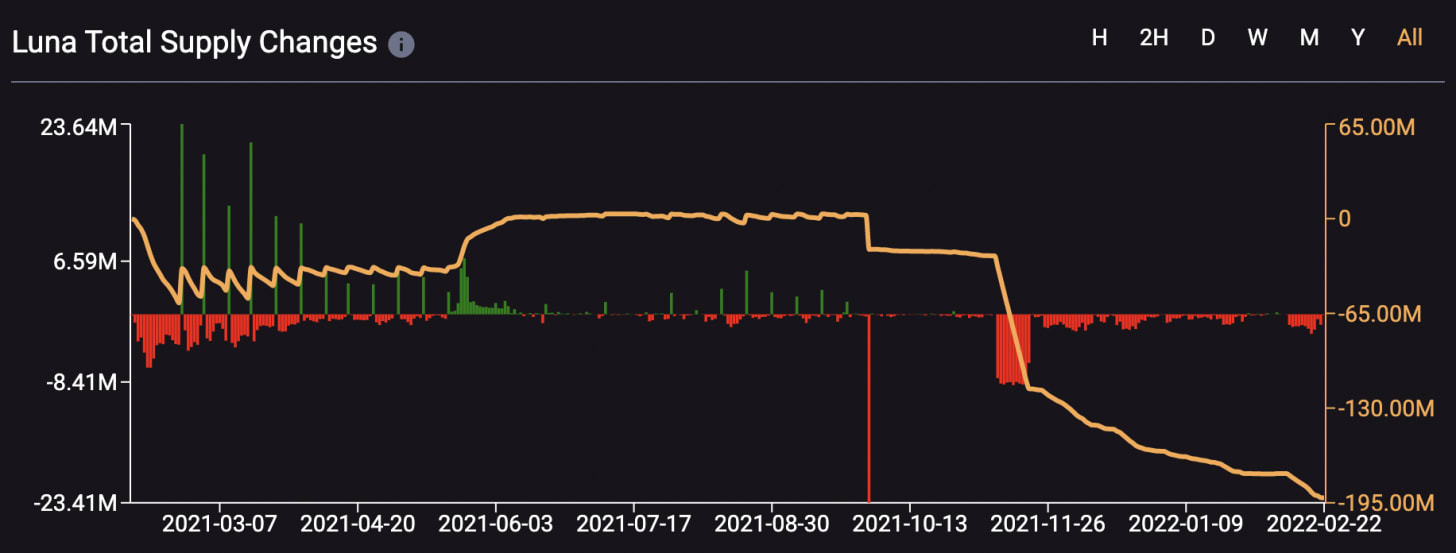 Luna Total Supply Changes i
H 2H D W M Y All
23.64M
6.59M
-8.41M
-23.41M
65.00M
0
-65.00M
-130.00M
-195.00M
2021-03-07 2021-04-20 2021-06-03 2021-07-17 2021-08-30 2021-10-13 2021-11-26 2022-01-09 2022-02-22